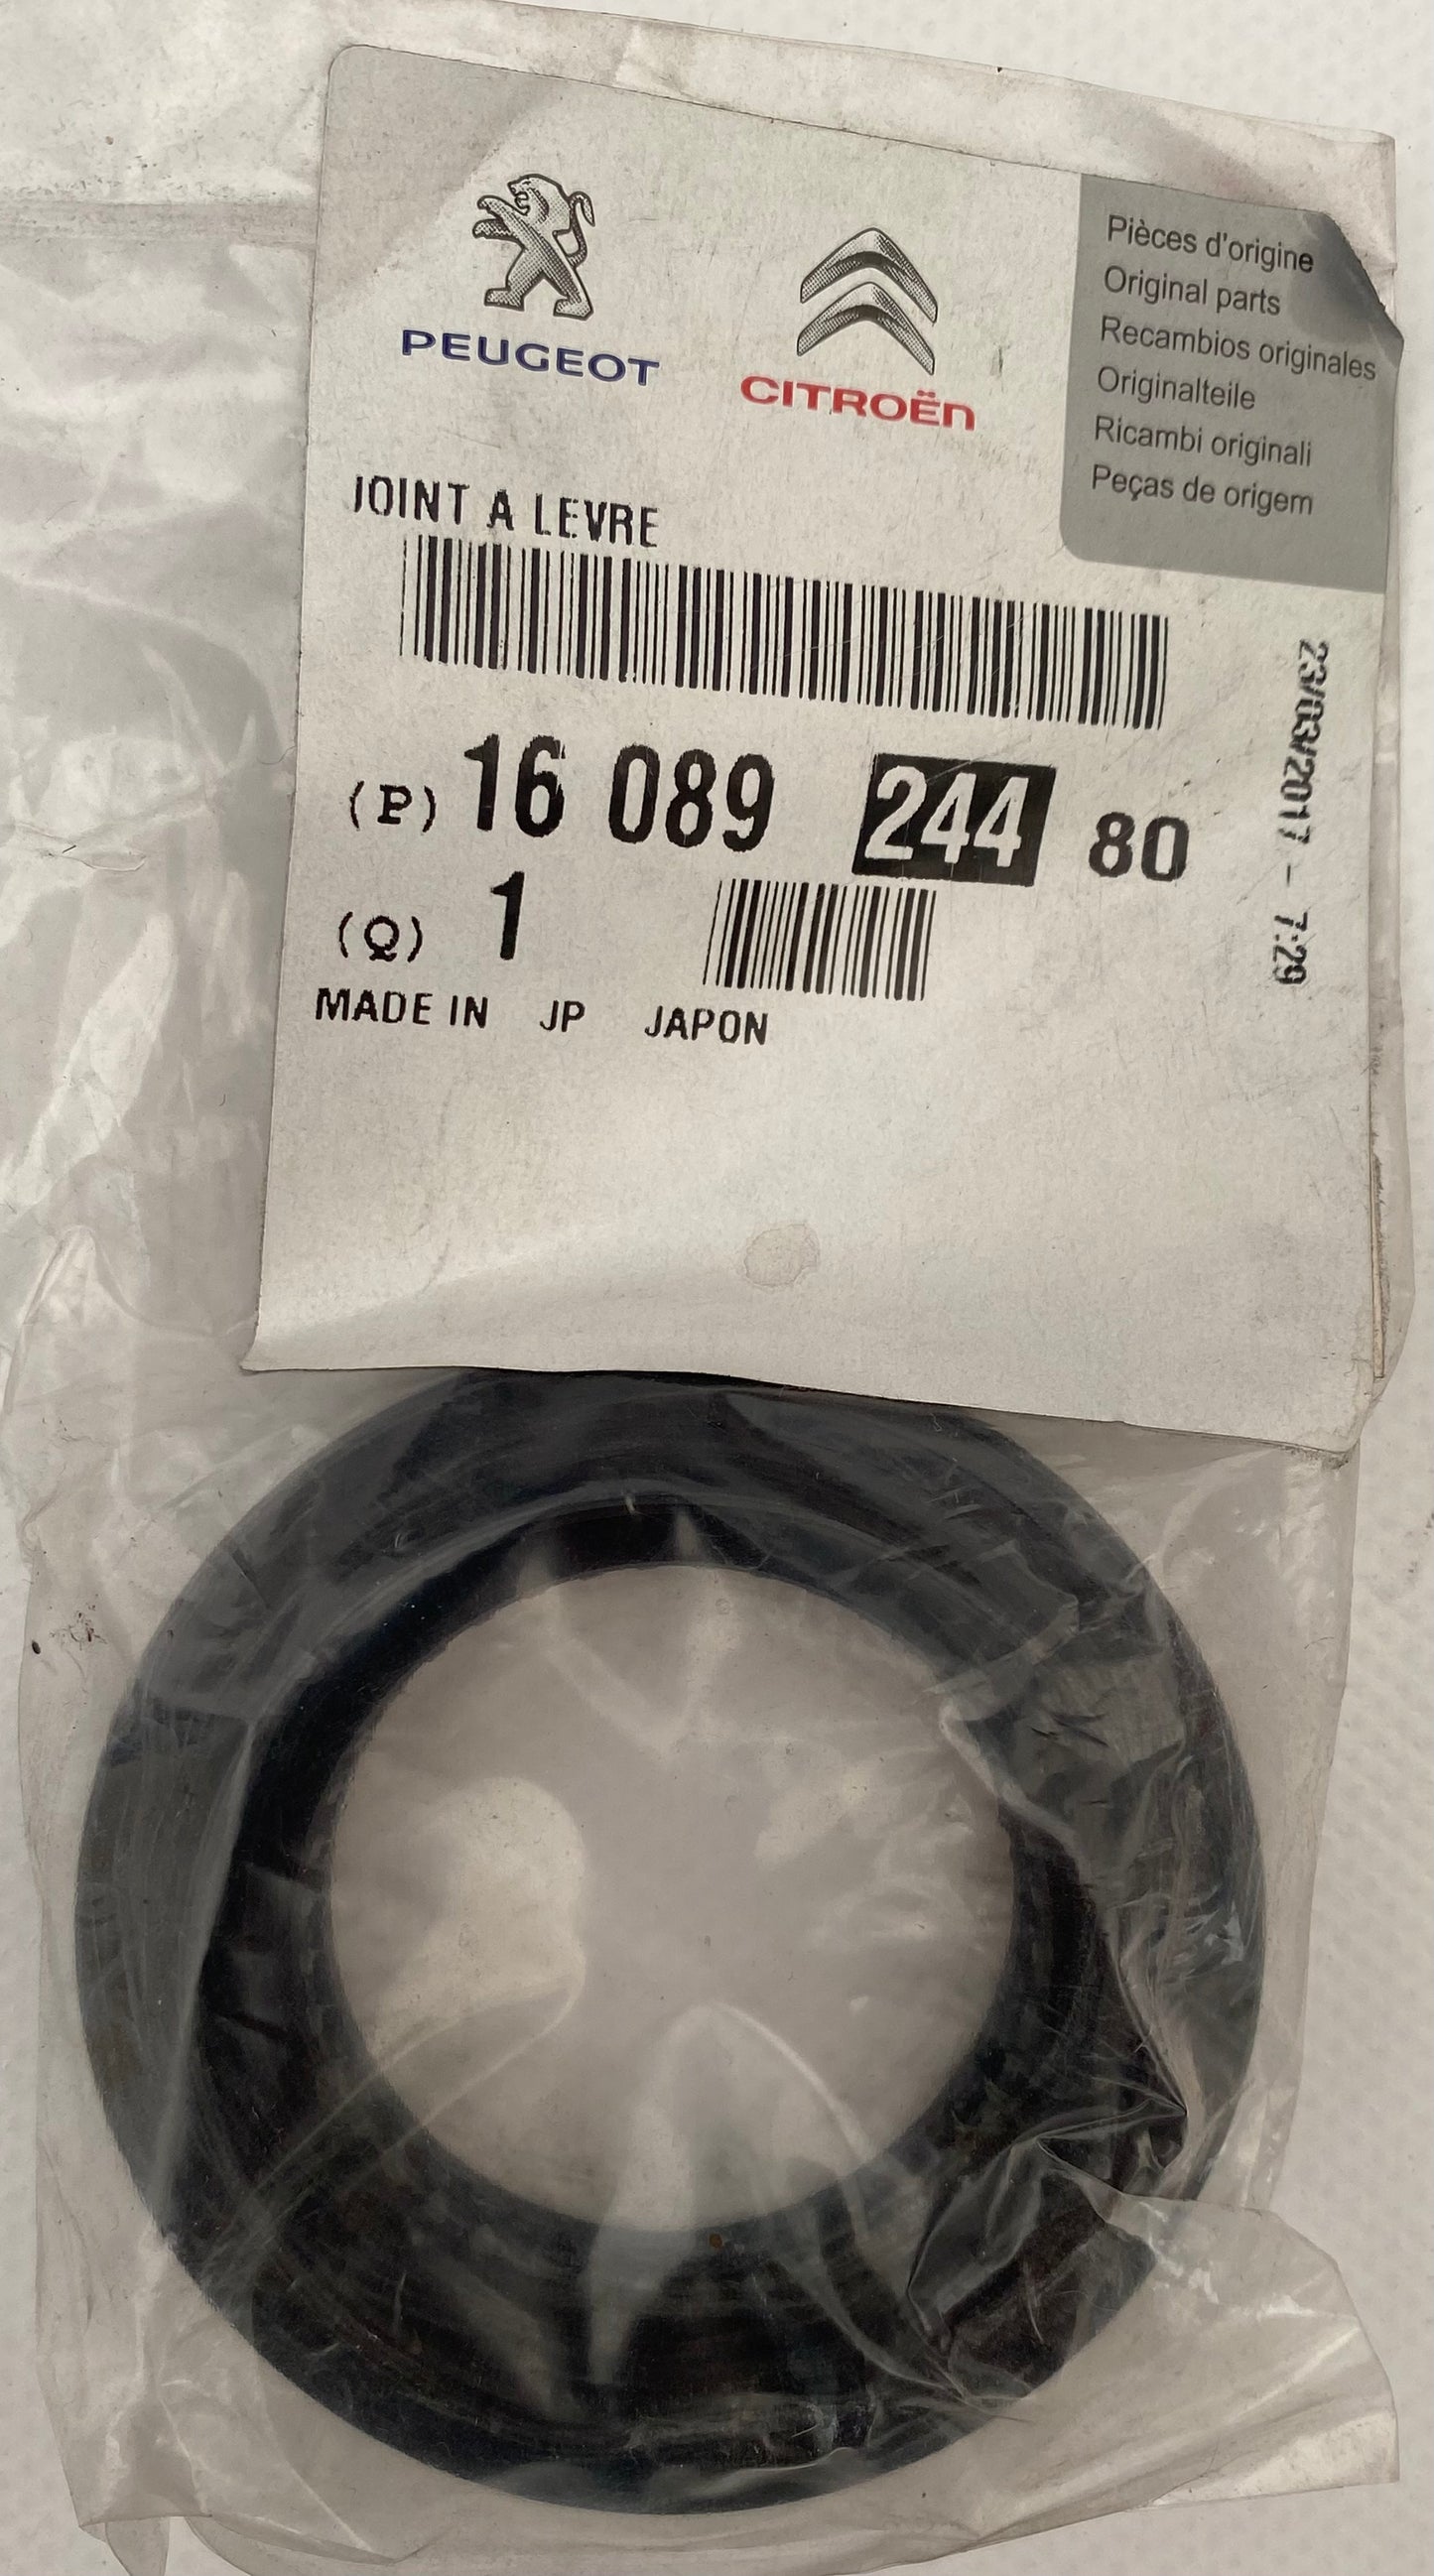 PEUGEOT
CITROËN
Pièces d'origine
Original parts
Recambios originales
Originalteile
Ricambi originali
Peças de origem
JOINT A LEVRE
(P) 16 089 244 80
(Q) 1
MADE IN JP JAPON
23/03/2017 - 7:29